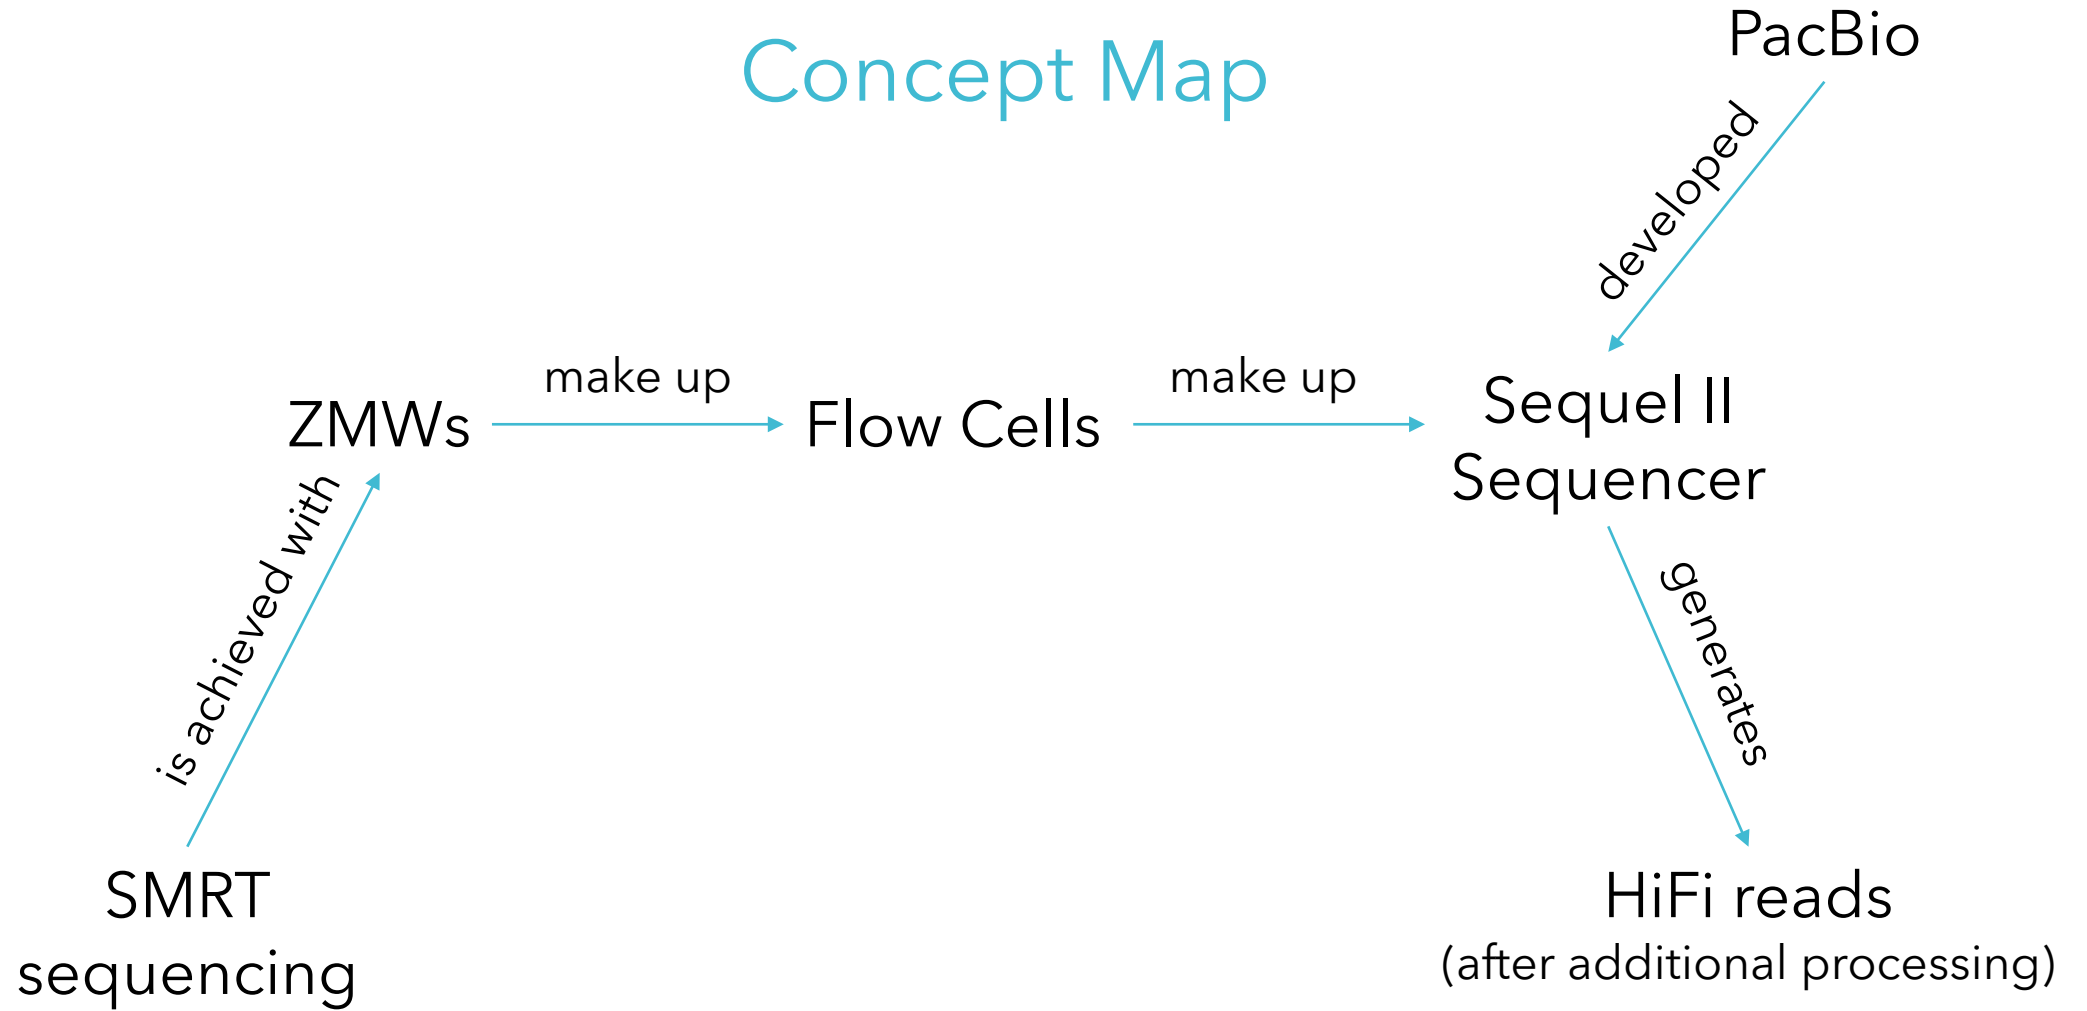 Concept Map
PacBio
developed
make up
make up
ZMWs
Flow Cells
Sequel II
Sequencer
is achieved with
generates
SMRT
sequencing
HiFi reads
(after additional processing)